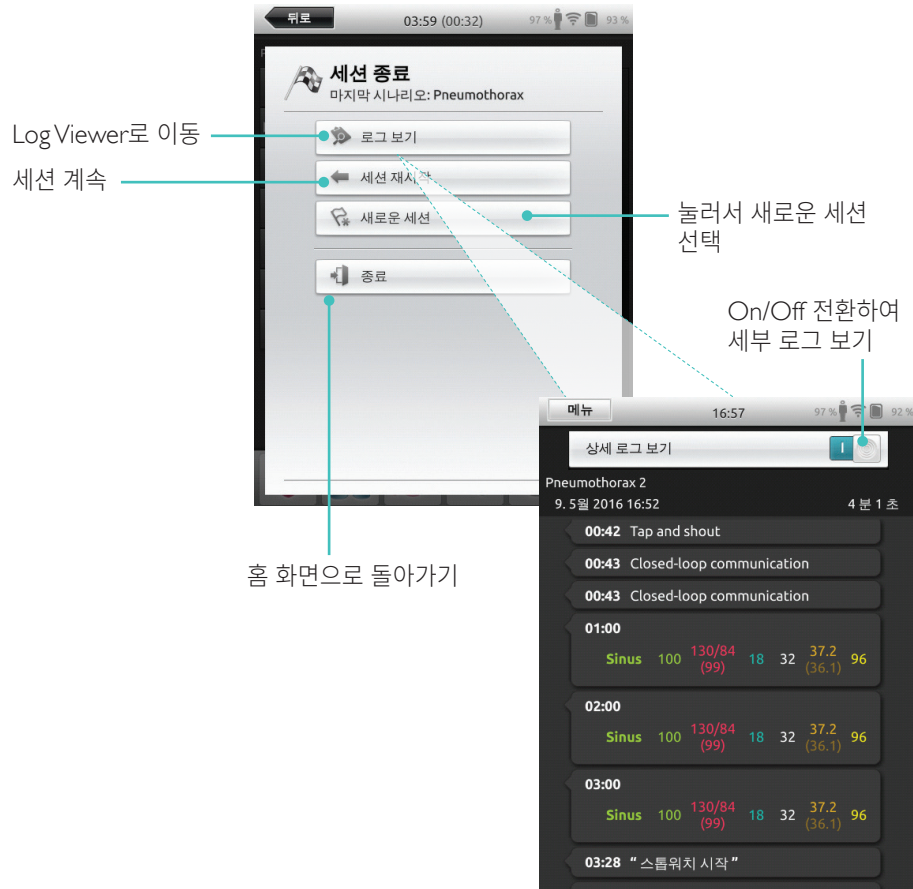 뒤로
03:59 (00:32)
97 %
93 %
세션 종료
마지막 시나리오: Pneumothorax
Log Viewer로 이동
로그 보기
세션 계속
세션 재시작
새로운 세션
눌러서 새로운 세션
선택
종료
홈 화면으로 돌아가기
On/Off 전환하여
세부 로그 보기
메뉴
16:57
97 %
92 %
상세 로그 보기
I
Pneumothorax 2
9. 5월 2016 16:52
4 분 1 초
00:42 Tap and shout
00:43 Closed-loop communication
00:43 Closed-loop communication
01:00
Sinus 100 130/84 18 32 37.2 96
(99) (36.1)
02:00
Sinus 100 130/84 18 32 37.2 96
(99) (36.1)
03:00
Sinus 100 130/84 18 32 37.2 96
(99) (36.1)
03:28 “ 스톱워치 시작 ”